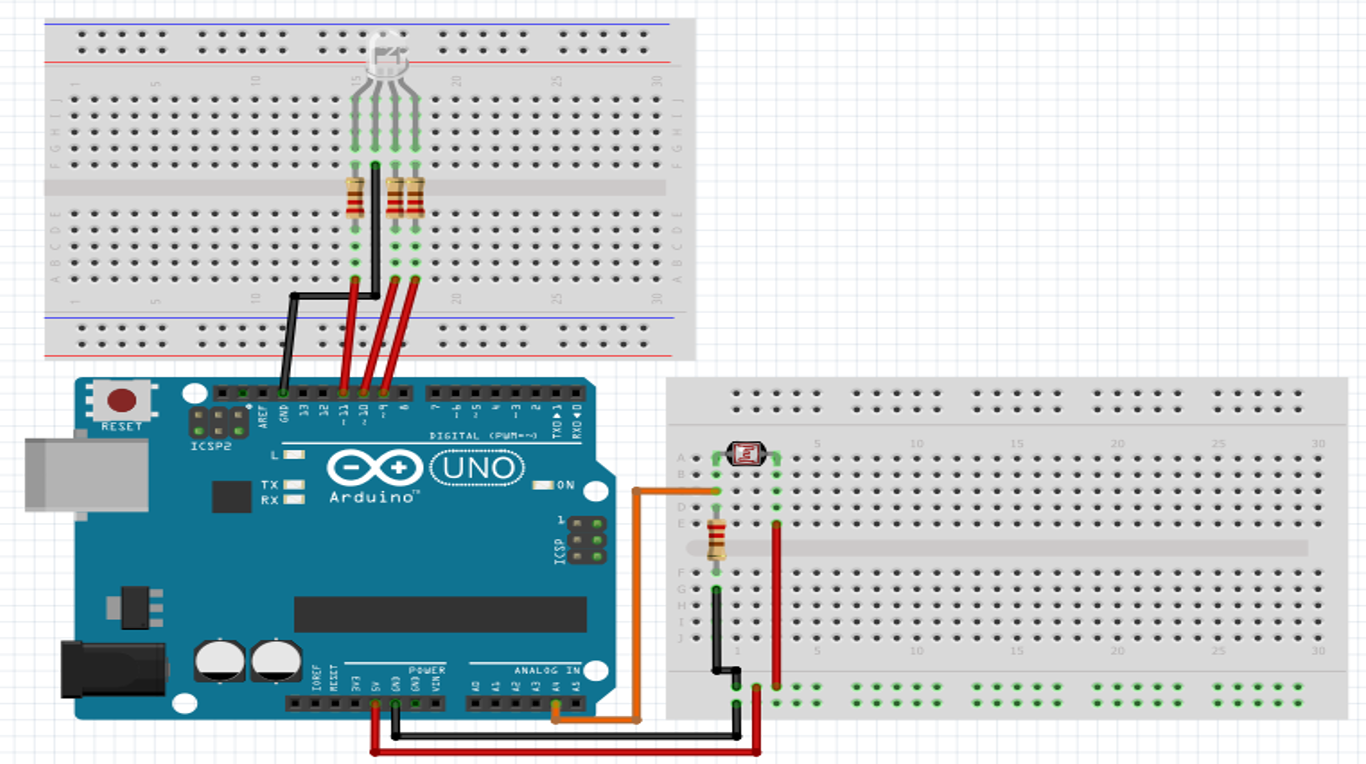 1 5 10 15 20 25 30
J
I
H
G
F
E E
D D
C C
B B
A A
1 5 10 15 20 25 30
RESET
ICSP2
AREF GND 13 12 ~11 ~10 ~9 8 7 ~6 ~5 4 ~3 2 TX0▶1 RX0◀0
DIGITAL (PWM=~)
L
TX
RX
UNO
Arduino™
ON
1
ICSP
POWER
ANALOG IN
IOREF RESET 3V3 5V GND GND VIN A0 A1 A2 A3 A4 A5
5 10 15 20 25 30
A
B
D
E
F
G
H
I
J
1 5 10 15 20 25 30